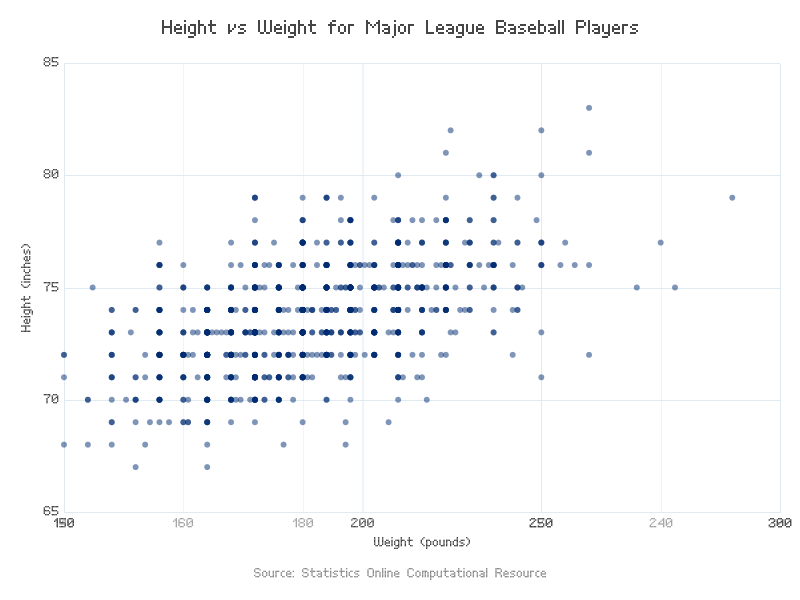 Height vs Weight for Major League Baseball Players
85
80
75
70
65
Height (inches)
150 160 180 200 250 240 300
Weight (pounds)
Source: Statistics Online Computational Resource